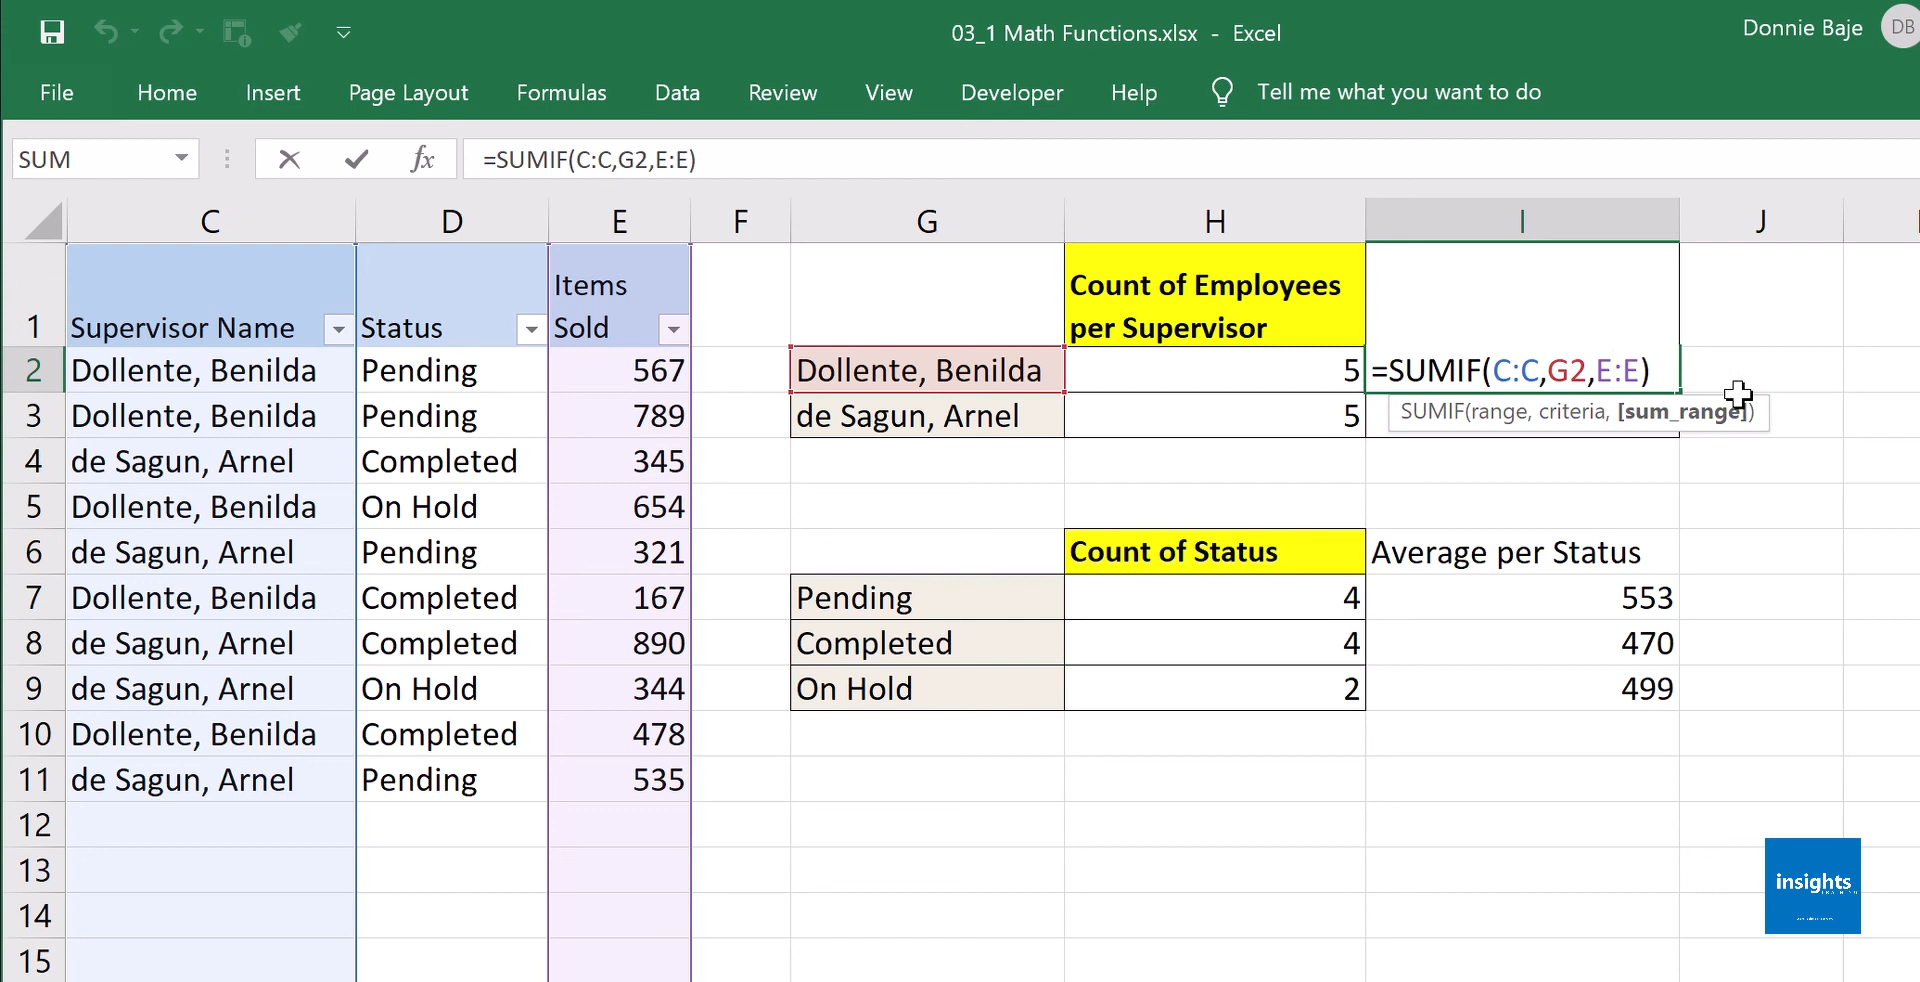 03_1 Math Functions.xlsx - Excel
Donnie Baje
DB
File Home Insert Page Layout Formulas Data Review View Developer Help Tell me what you want to do
SUM fx =SUMIF(C:C,G2,E:E)
C D E F G H I J
1 Supervisor Name Status Items Sold Count of Employees per Supervisor
2 Dollente, Benilda Pending 567 Dollente, Benilda 5 =SUMIF(C:C,G2,E:E)
3 Dollente, Benilda Pending 789 de Sagun, Arnel 5 SUMIF(range, criteria, [sum_range])
4 de Sagun, Arnel Completed 345
5 Dollente, Benilda On Hold 654
6 de Sagun, Arnel Pending 321 Count of Status Average per Status
7 Dollente, Benilda Completed 167 Pending 4 553
8 de Sagun, Arnel Completed 890 Completed 4 470
9 de Sagun, Arnel On Hold 344 On Hold 2 499
10 Dollente, Benilda Completed 478
11 de Sagun, Arnel Pending 535
12
13
14
15
insights